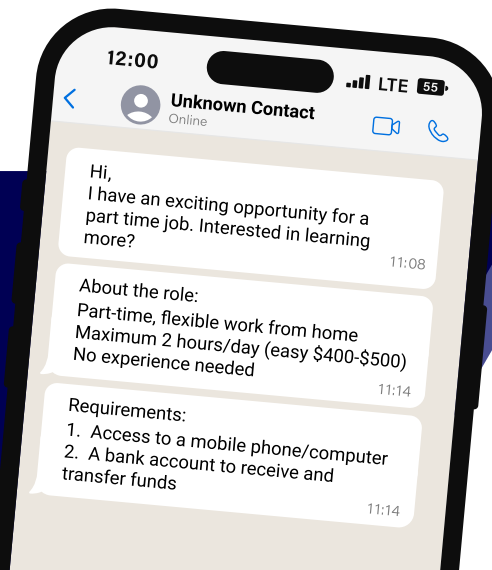 12:00
LTE 55
Unknown Contact
Online
Hi,
I have an exciting opportunity for a
part time job. Interested in learning
more?
11:08
About the role:
Part-time, flexible work from home
Maximum 2 hours/day (easy $400-$500)
No experience needed
11:14
Requirements:
1. Access to a mobile phone/computer
2. A bank account to receive and
transfer funds
11:14